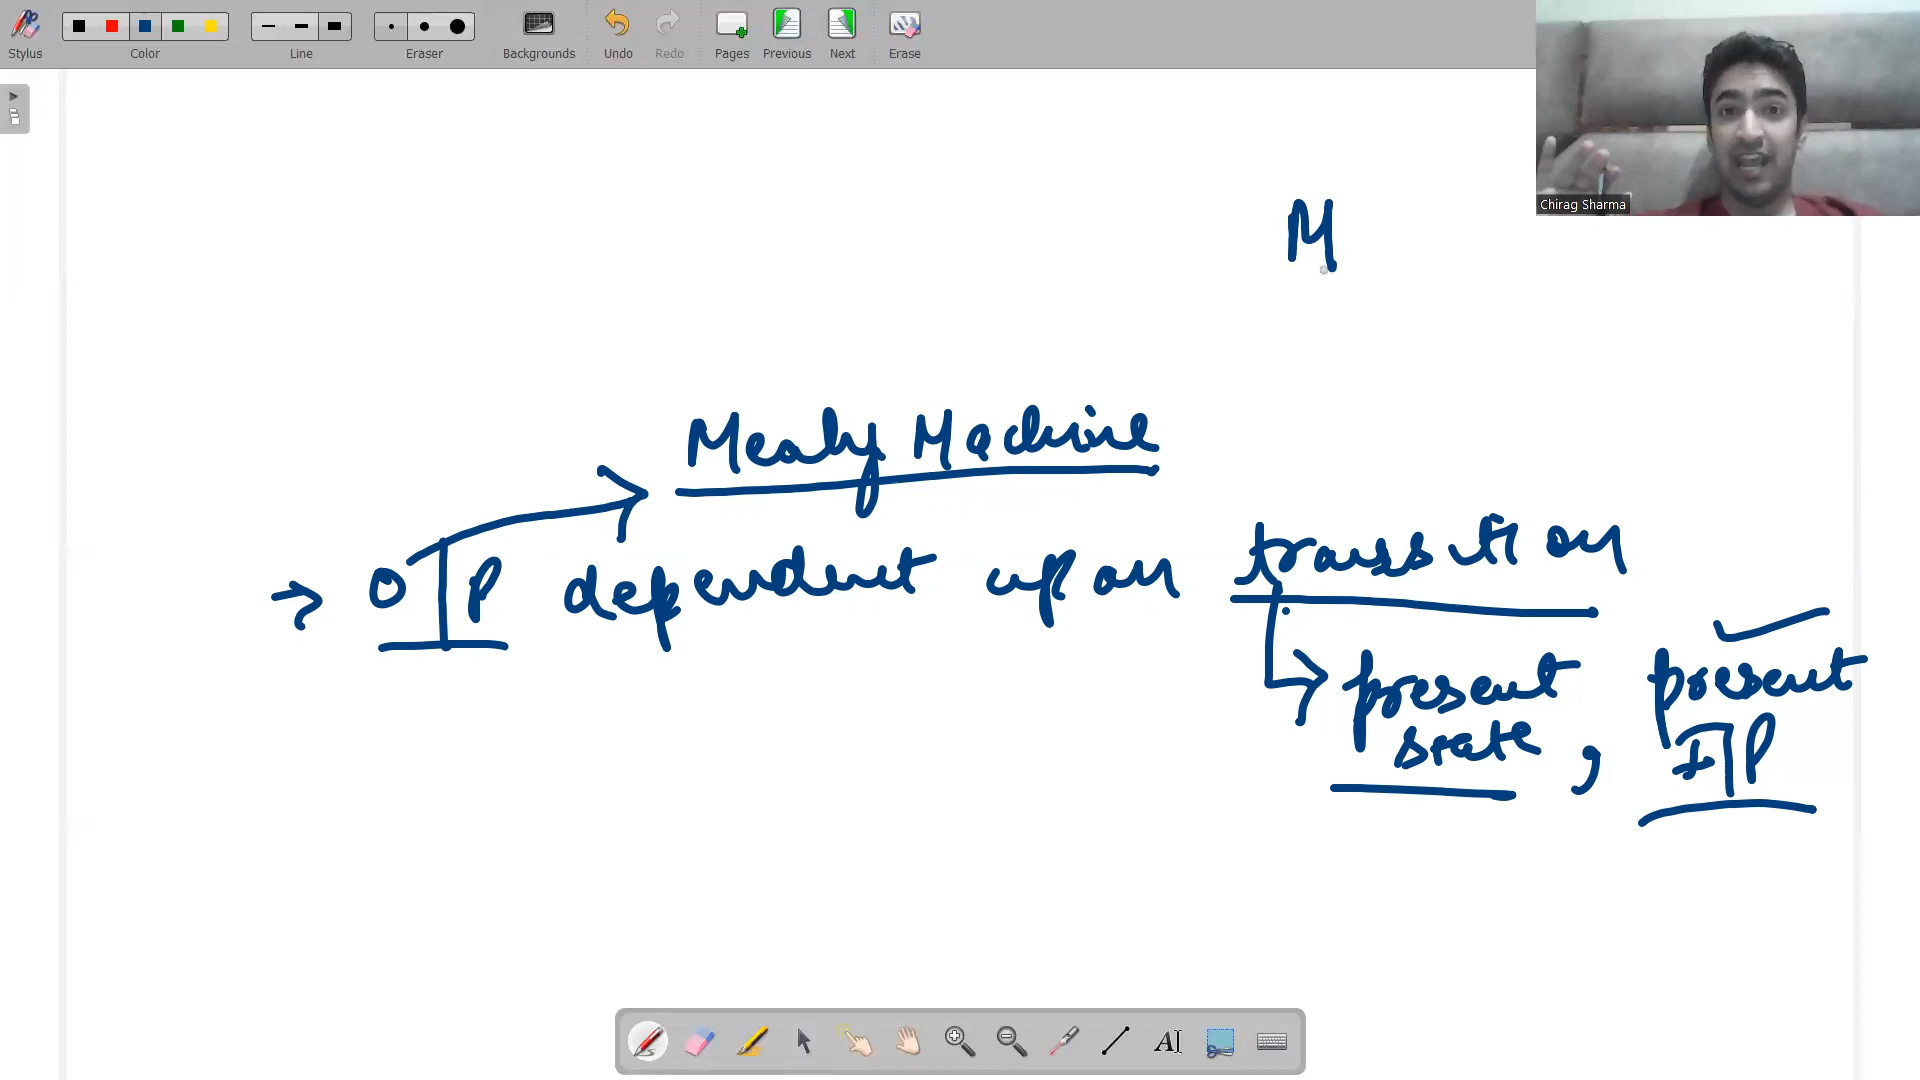 Stylus Color Line Eraser Backgrounds Undo Redo Pages Previous Next Erase
Chirag Sharma
M
Mealy Machine
→ O/P dependent upon transition
present state, present I/P